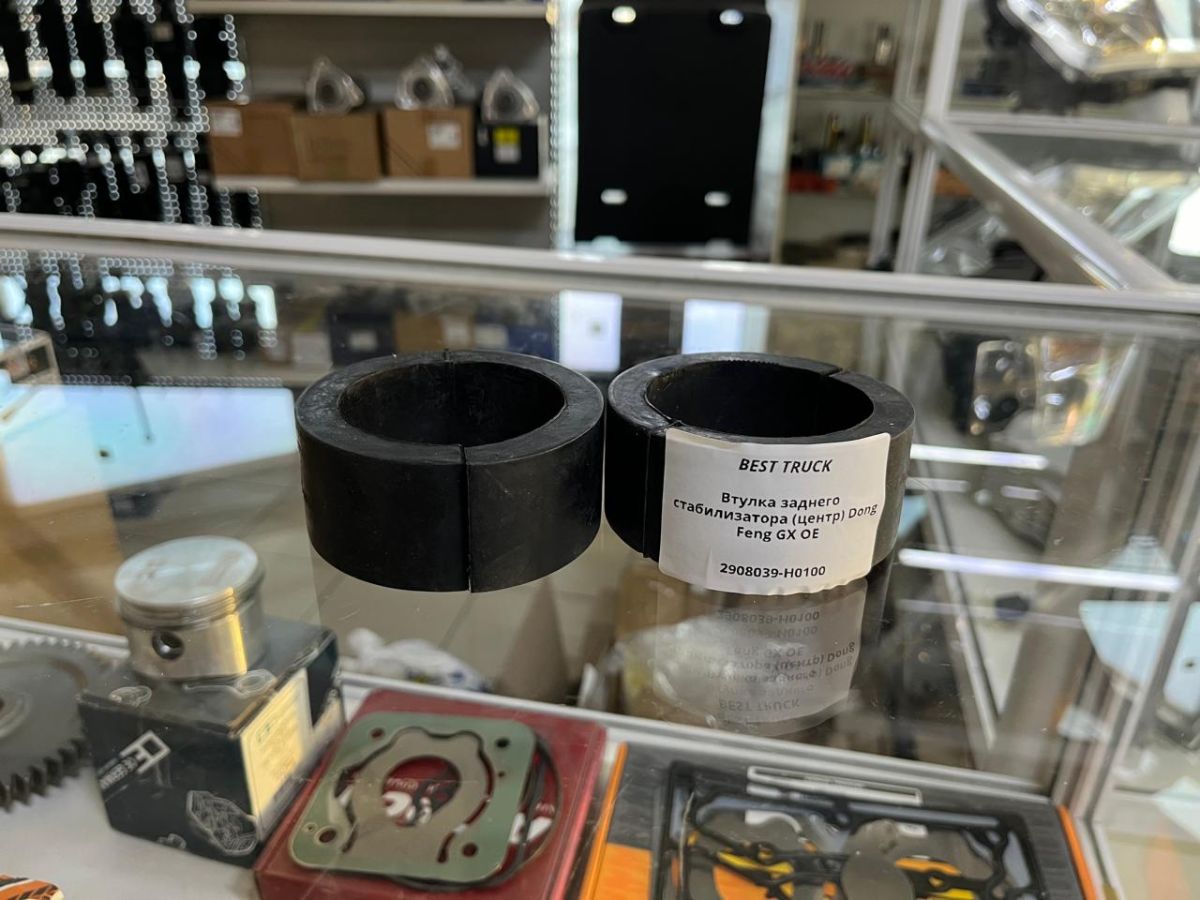 BEST TRUCK
Втулка заднего
стабилизатора (центр) Dong
Feng GX OE
2908039-H0100